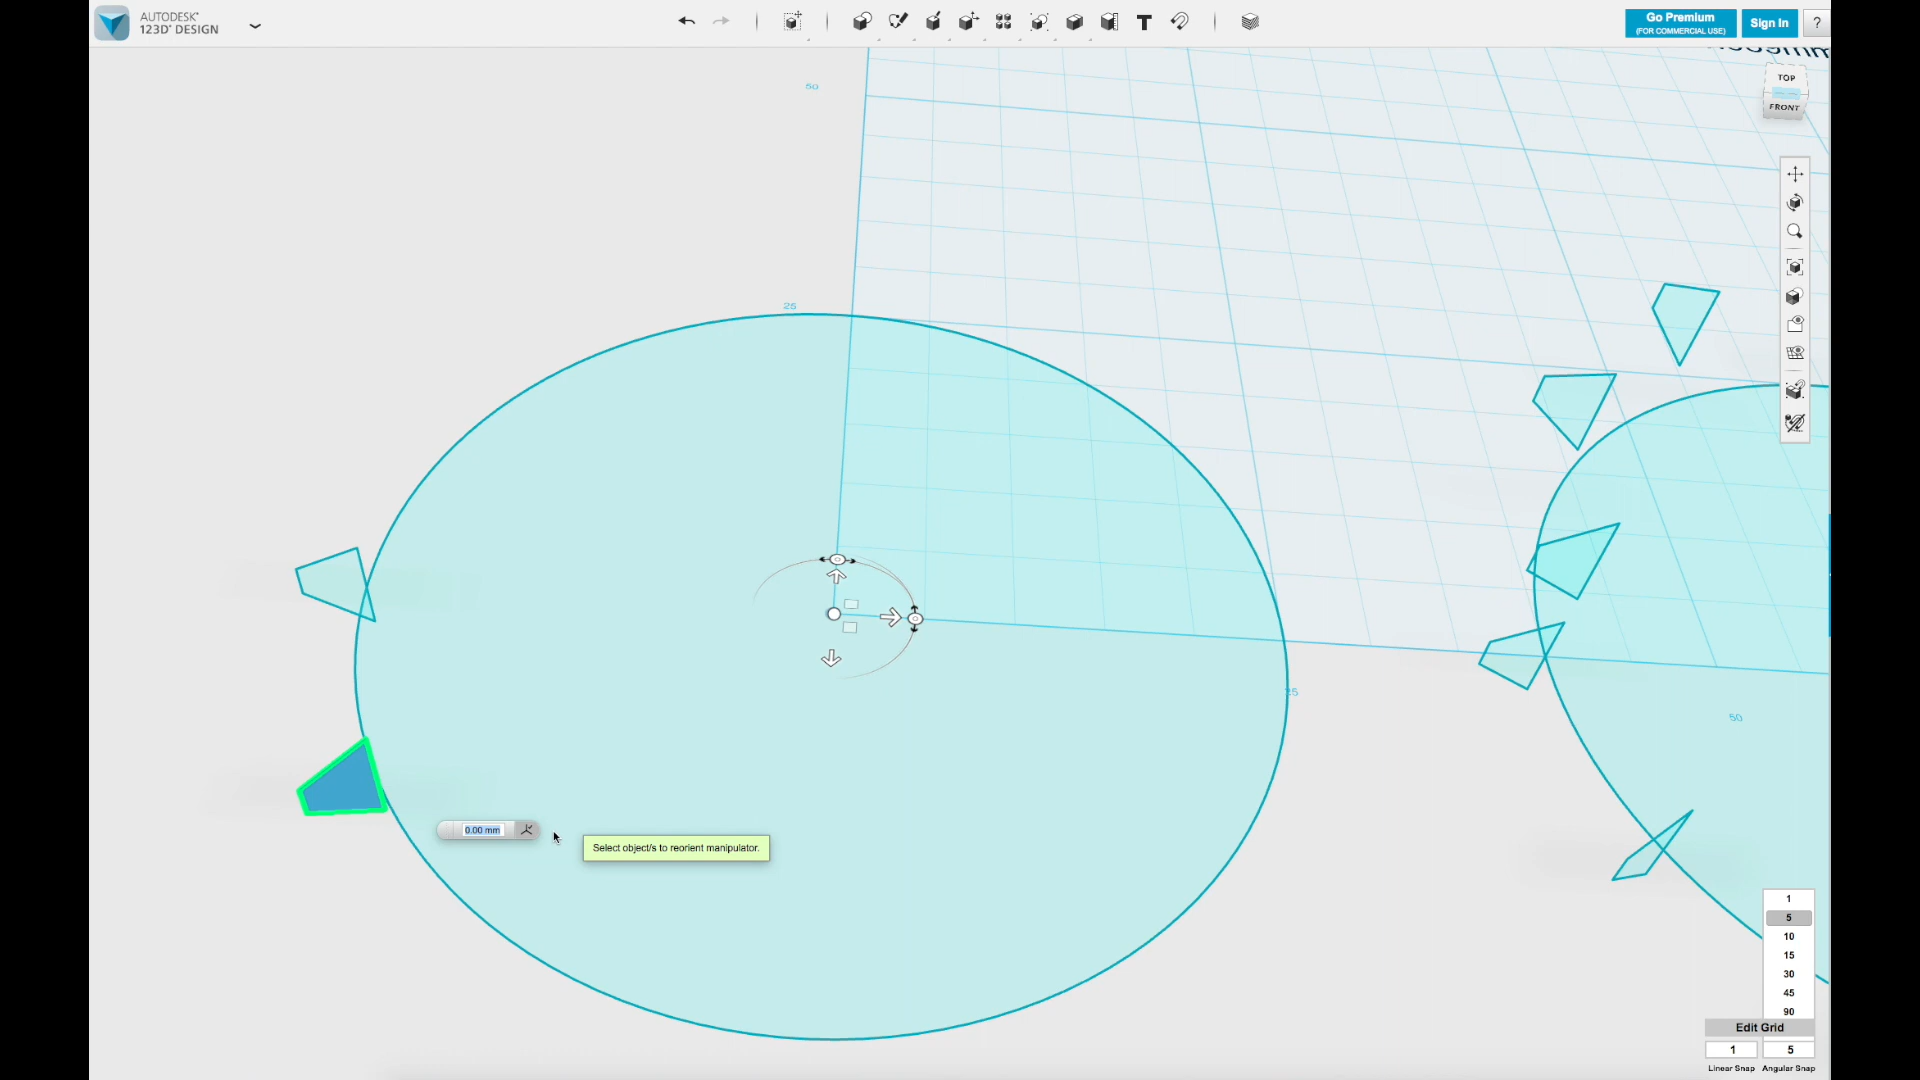 AUTODESK®
123D® DESIGN
Go Premium
(FOR COMMERCIAL USE)
Sign In
?
TOP
FRONT
50
25
25
50
0.00 mm
Select object/s to reorient manipulator.
1
5
10
15
30
45
90
Edit Grid
1
5
Linear Snap
Angular Snap